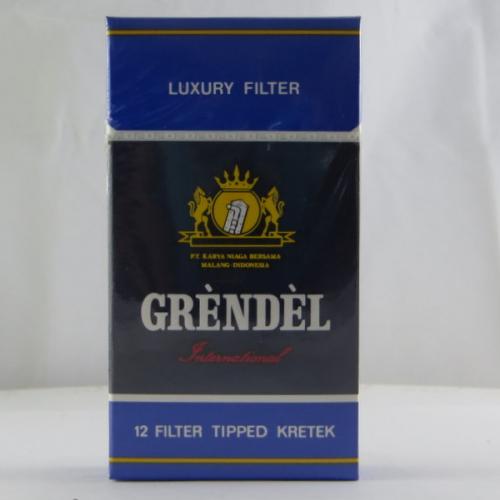 LUXURY FILTER
P.T. KARYA NIAGA BERSAMA
MALANG-INDONESIA
GRÈNDÈL
International
12 FILTER TIPPED KRETEK